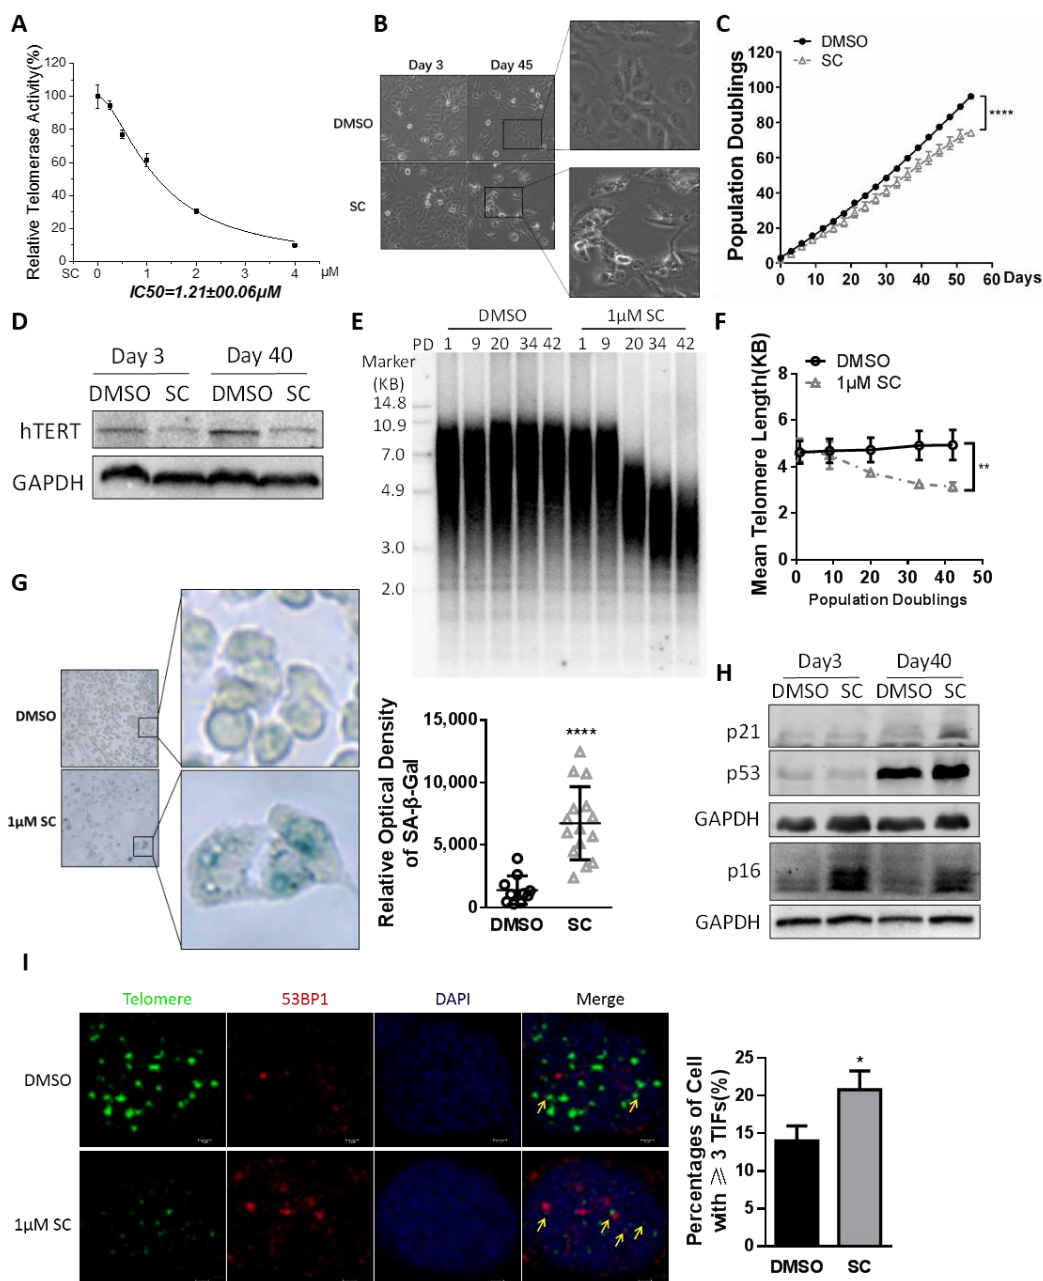 A
Relative Telomerase Activity(%)
120
100
80
60
40
20
0
SC
0
1
2
3
4
μM
IC50=1.21±00.06μM
B
Day 3
Day 45
DMSO
SC
C
Population Doublings
DMSO
SC
120
100
80
60
40
20
0
****
0 10 20 30 40 50 60 Days
D
Day 3
Day 40
DMSO SC DMSO SC
hTERT
GAPDH
E
DMSO
1μM SC
PD 1 9 20 34 42 1 9 20 34 42
Marker
(KB)
14.8
10.9
7.0
4.9
3.0
2.0
F
Mean Telomere Length(KB)
DMSO
1μM SC
8
6
4
2
0
**
0 10 20 30 40 50
Population Doublings
G
DMSO
1μM SC
Relative Optical Density
of SA-β-Gal
15,000
10,000
5,000
0
****
DMSO
SC
H
Day3
Day40
DMSO SC DMSO SC
p21
p53
GAPDH
p16
GAPDH
I
Telomere
53BP1
DAPI
Merge
DMSO
1μM SC
Percentages of Cell
with ⩾ 3 TIFs(%)
25
20
15
10
5
0
*
DMSO
SC